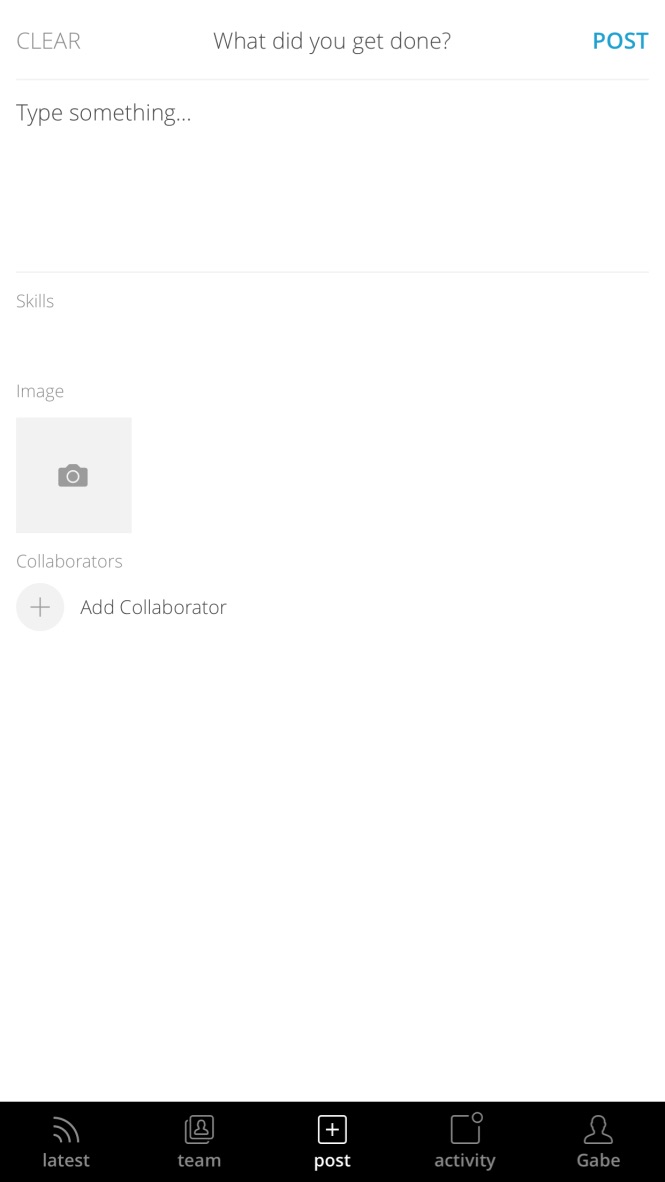 CLEAR What did you get done? POST
Type something...
Skills
Image
Collaborators
Add Collaborator
latest team post activity Gabe